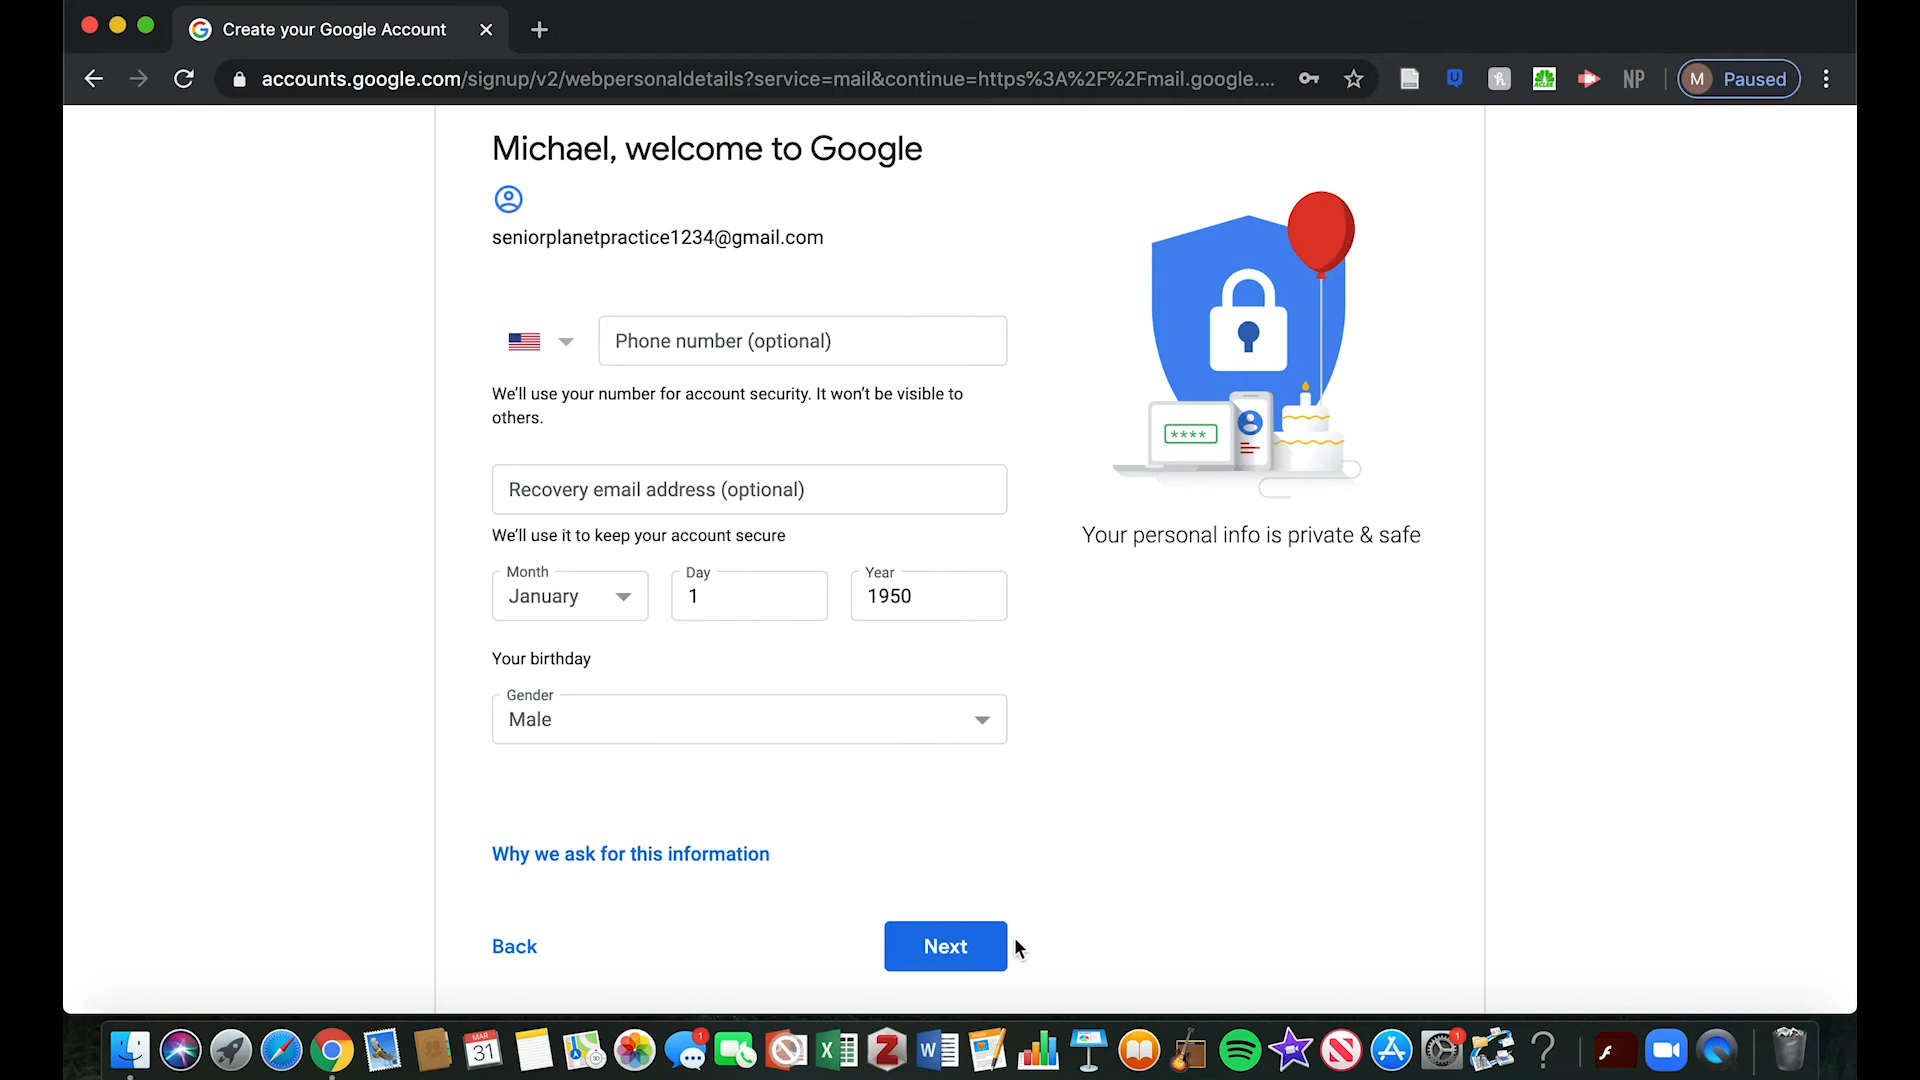 Create your Google Account
accounts.google.com/signup/v2/webpersonaldetails?service=mail&continue=https%3A%2F%2Fmail.google....
NP
M Paused
Michael, welcome to Google
seniorplanetpractice1234@gmail.com
Phone number (optional)
We'll use your number for account security. It won't be visible to
others.
Recovery email address (optional)
We'll use it to keep your account secure
Month
January
Day
1
Year
1950
Your birthday
Gender
Male
Why we ask for this information
Back
Next
****
Your personal info is private & safe
MAR
31
1
X
Z
W
1
?